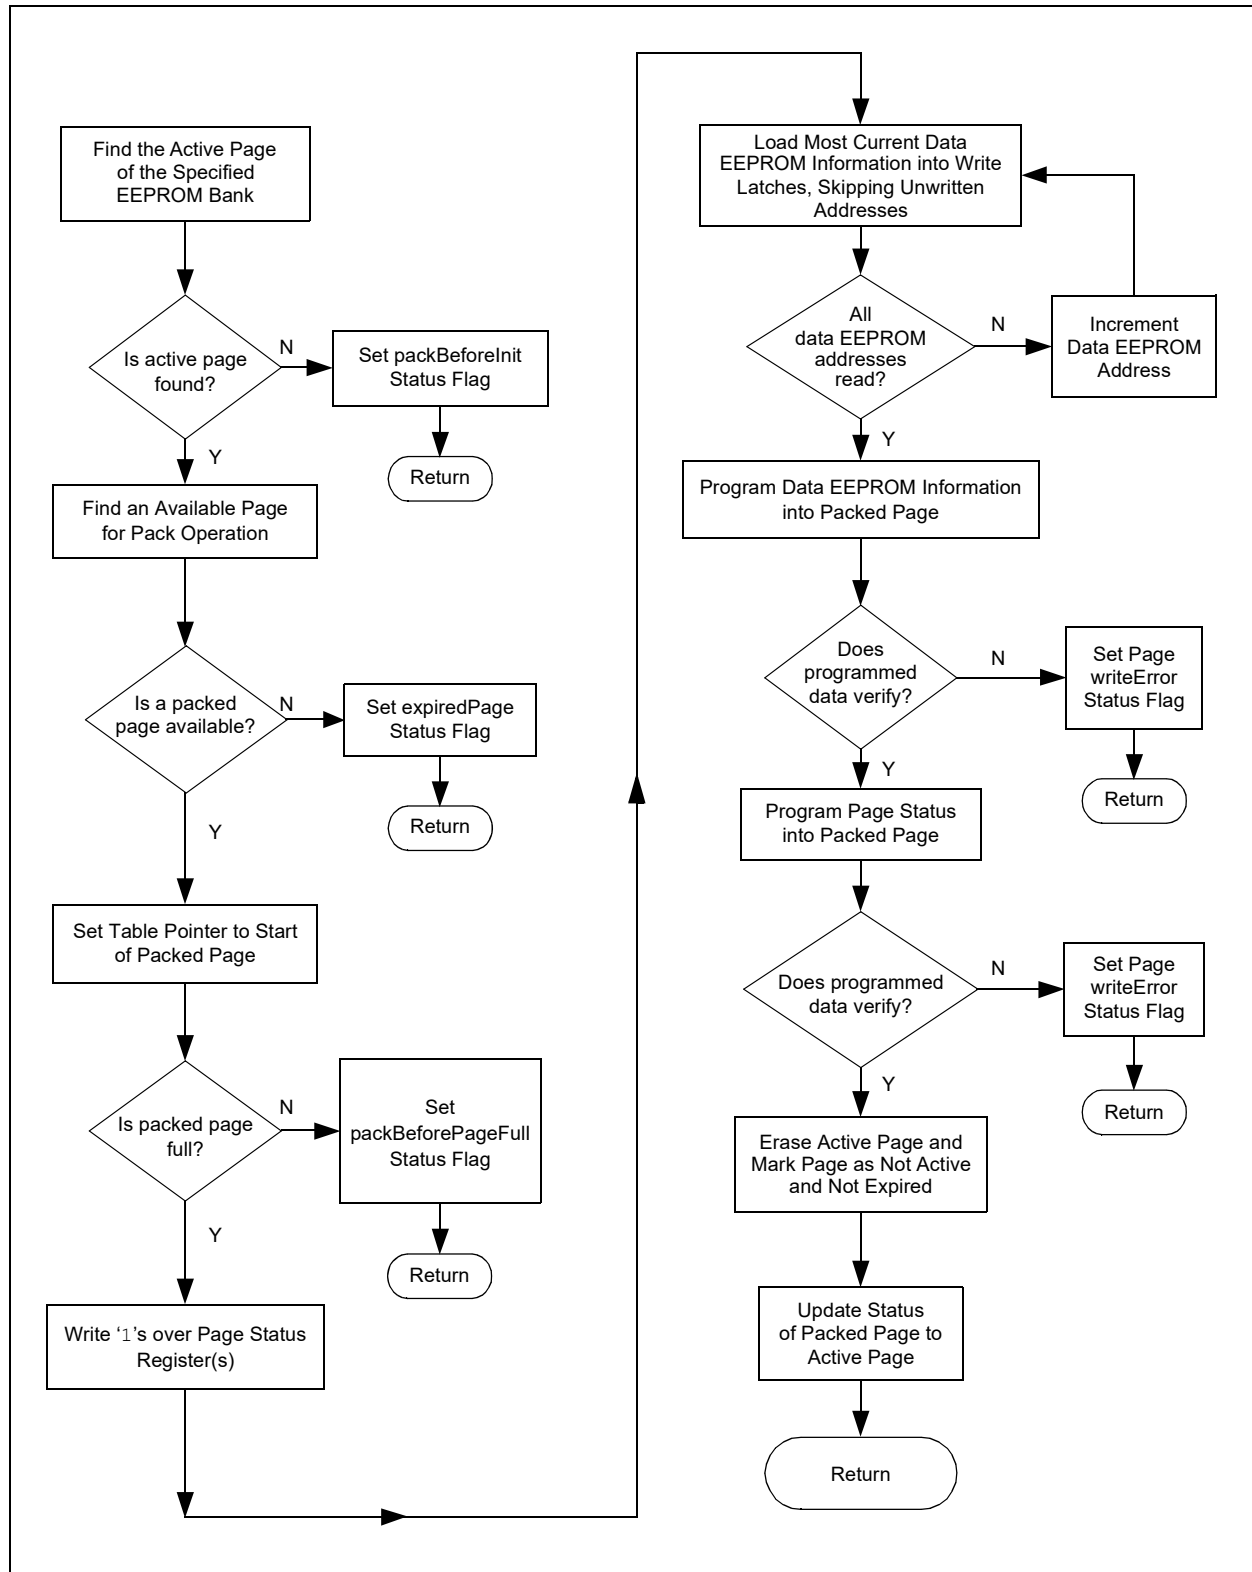 Find the Active Page
of the Specified
EEPROM Bank
Is active page
found?
N
Set packBeforeInit
Status Flag
Return
Y
Find an Available Page
for Pack Operation
Is a packed
page available?
N
Set expiredPage
Status Flag
Return
Y
Set Table Pointer to Start
of Packed Page
Is packed page
full?
N
Set
packBeforePageFull
Status Flag
Return
Y
Write ‘1’s over Page Status
Register(s)
Load Most Current Data
EEPROM Information into Write
Latches, Skipping Unwritten
Addresses
All
data EEPROM
addresses
read?
N
Increment
Data EEPROM
Address
Y
Program Data EEPROM Information
into Packed Page
Does
programmed
data verify?
N
Set Page
writeError
Status Flag
Return
Y
Program Page Status
into Packed Page
Does programmed
data verify?
N
Set Page
writeError
Status Flag
Return
Y
Erase Active Page and
Mark Page as Not Active
and Not Expired
Update Status
of Packed Page to
Active Page
Return